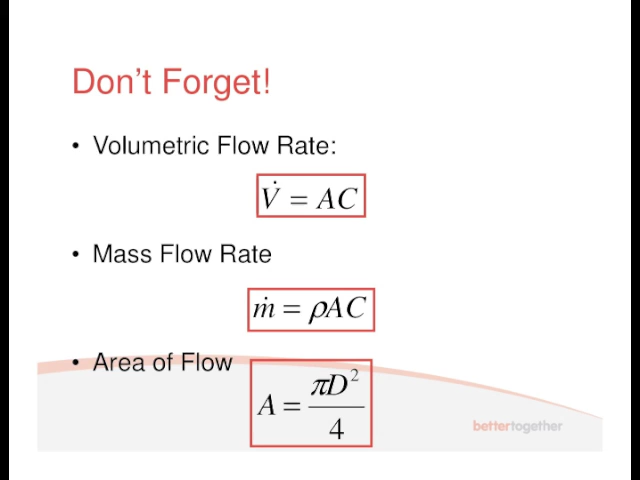 Don't Forget!
• Volumetric Flow Rate:
V̇ = AC
• Mass Flow Rate
ṁ = ρAC
• Area of Flow
A = πD²/4
bettertogether